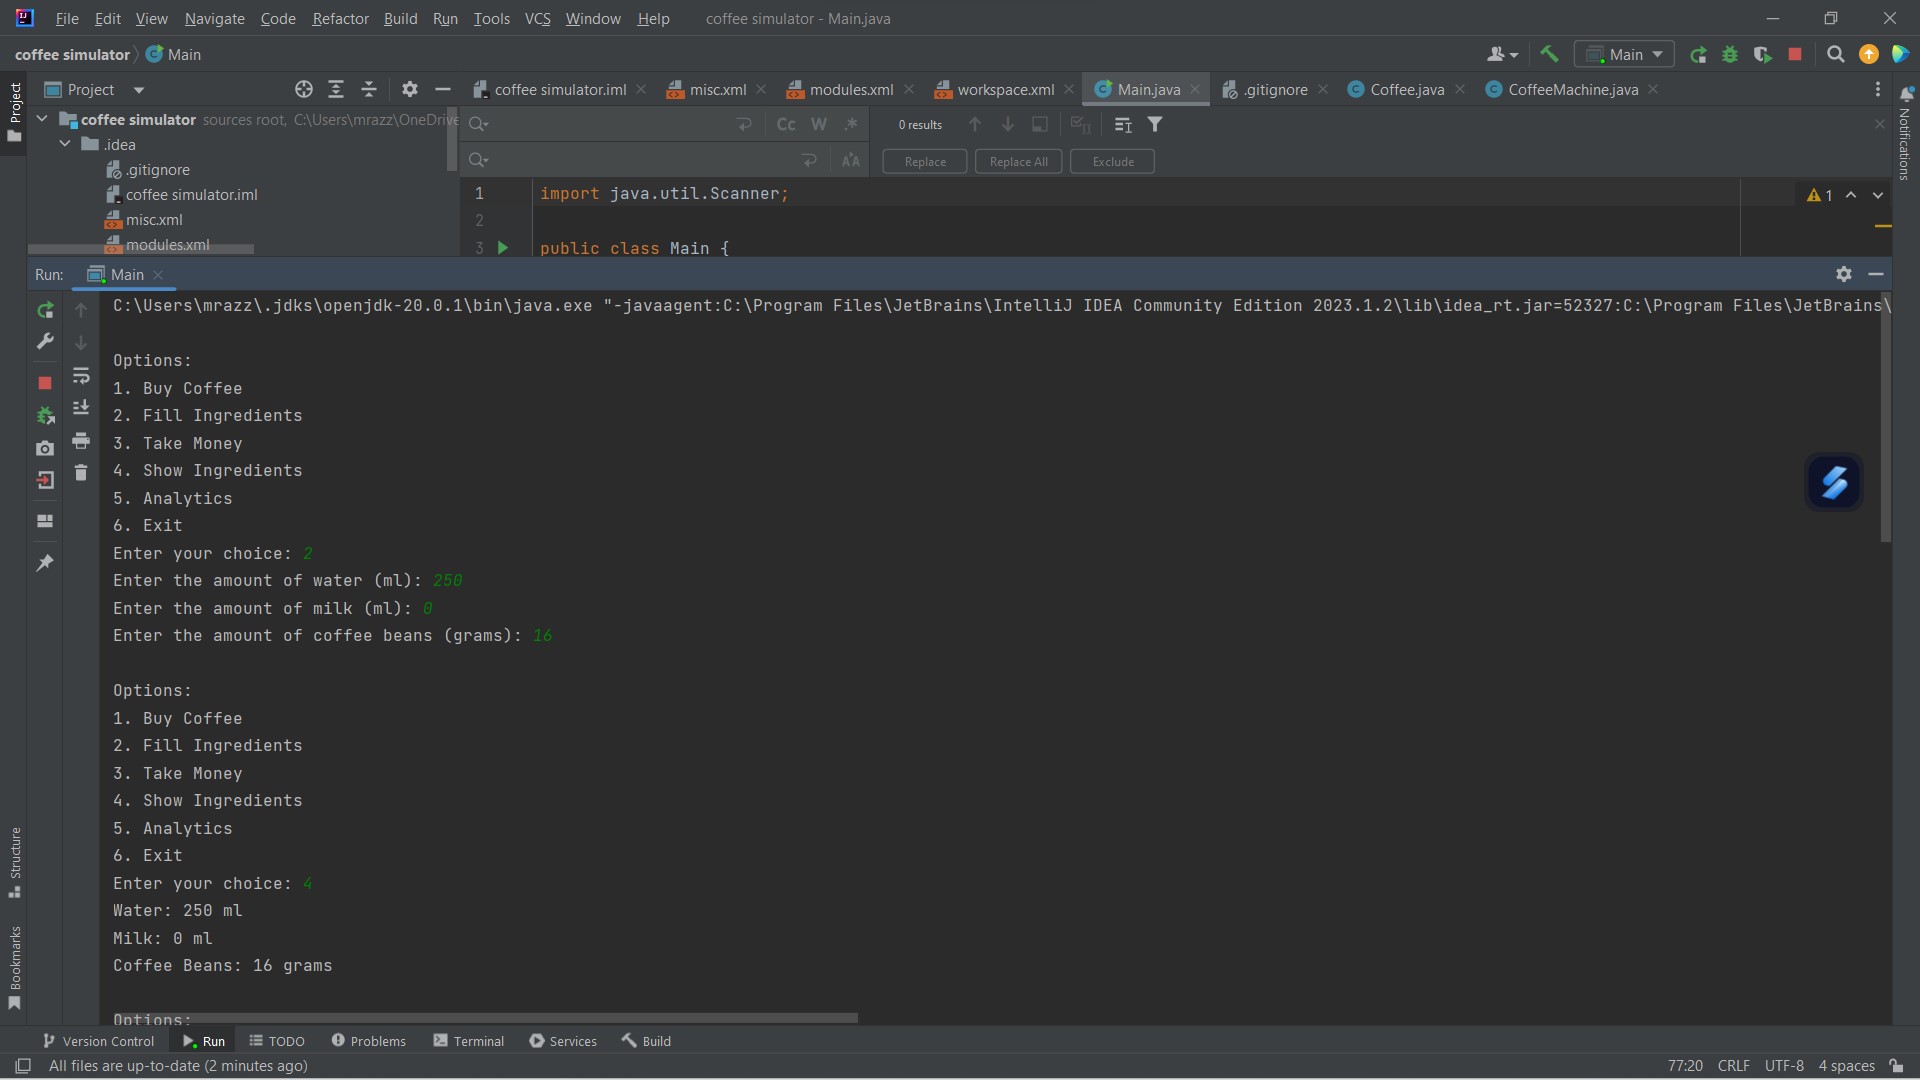 File Edit View Navigate Code Refactor Build Run Tools VCS Window Help coffee simulator - Main.java
coffee simulator Main
Main
Project
Project
coffee simulator.iml misc.xml modules.xml workspace.xml Main.java .gitignore Coffee.java CoffeeMachine.java
Notifications
coffee simulator sources root, C:\Users\mrazz\OneDrive
.idea
.gitignore
coffee simulator.iml
misc.xml
modules.xml
Cc W .* 0 results
Replace Replace All Exclude
1 import java.util.Scanner;
1
2
3 public class Main {
Run: Main
C:\Users\mrazz\.jdks\openjdk-20.0.1\bin\java.exe "-javaagent:C:\Program Files\JetBrains\IntelliJ IDEA Community Edition 2023.1.2\lib\idea_rt.jar=52327:C:\Program Files\JetBrains\
Options:
1. Buy Coffee
2. Fill Ingredients
3. Take Money
4. Show Ingredients
5. Analytics
6. Exit
Enter your choice: 2
Enter the amount of water (ml): 250
Enter the amount of milk (ml): 0
Enter the amount of coffee beans (grams): 16
Options:
1. Buy Coffee
2. Fill Ingredients
3. Take Money
4. Show Ingredients
5. Analytics
6. Exit
Enter your choice: 4
Water: 250 ml
Milk: 0 ml
Coffee Beans: 16 grams
Options:
Structure
Bookmarks
Version Control Run TODO Problems Terminal Services Build
All files are up-to-date (2 minutes ago)
77:20 CRLF UTF-8 4 spaces